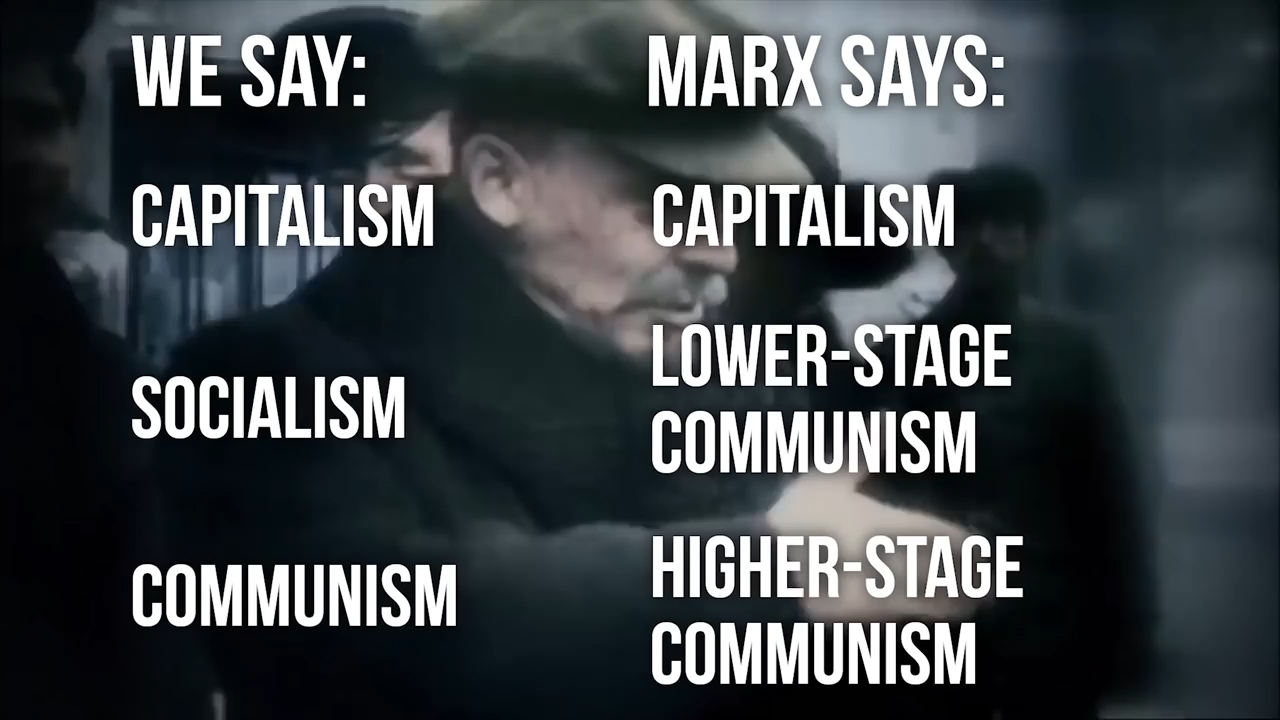 WE SAY:
MARX SAYS:
CAPITALISM
CAPITALISM
SOCIALISM
LOWER-STAGE
COMMUNISM
COMMUNISM
HIGHER-STAGE
COMMUNISM